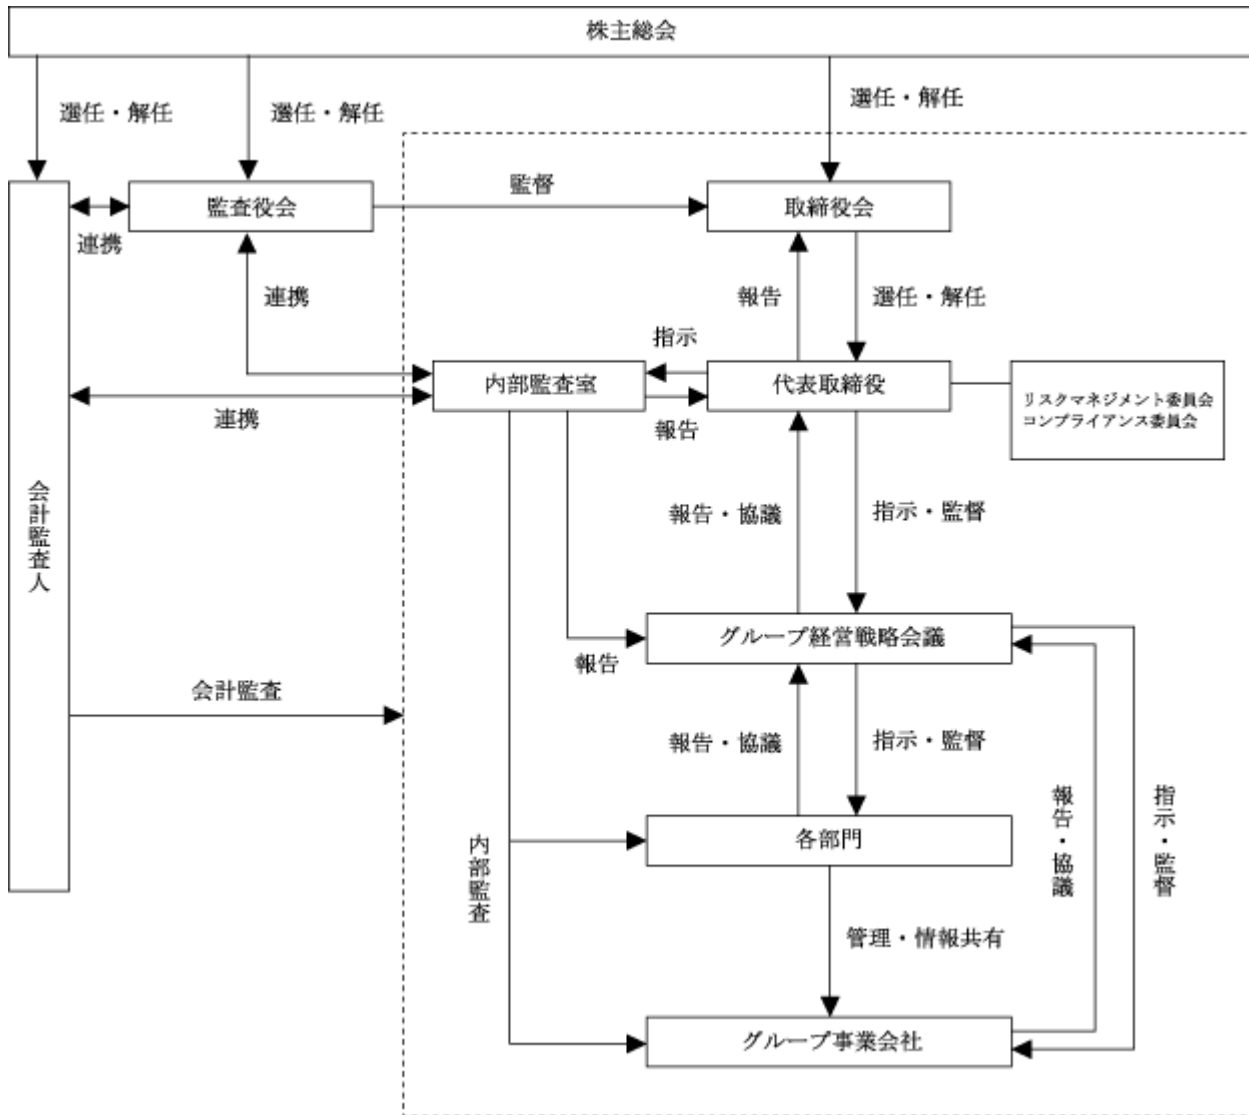 株主総会
選任・解任
選任・解任
選任・解任
監査役会
監督
取締役会
連携
連携
報告
選任・解任
指示
内部監査室
代表取締役
リスクマネジメント委員会
コンプライアンス委員会
連携
報告
会計監査人
報告・協議
指示・監督
グループ経営戦略会議
報告
会計監査
報告・協議
指示・監督
報告・協議
指示・監督
各部門
内部監査
管理・情報共有
グループ事業会社